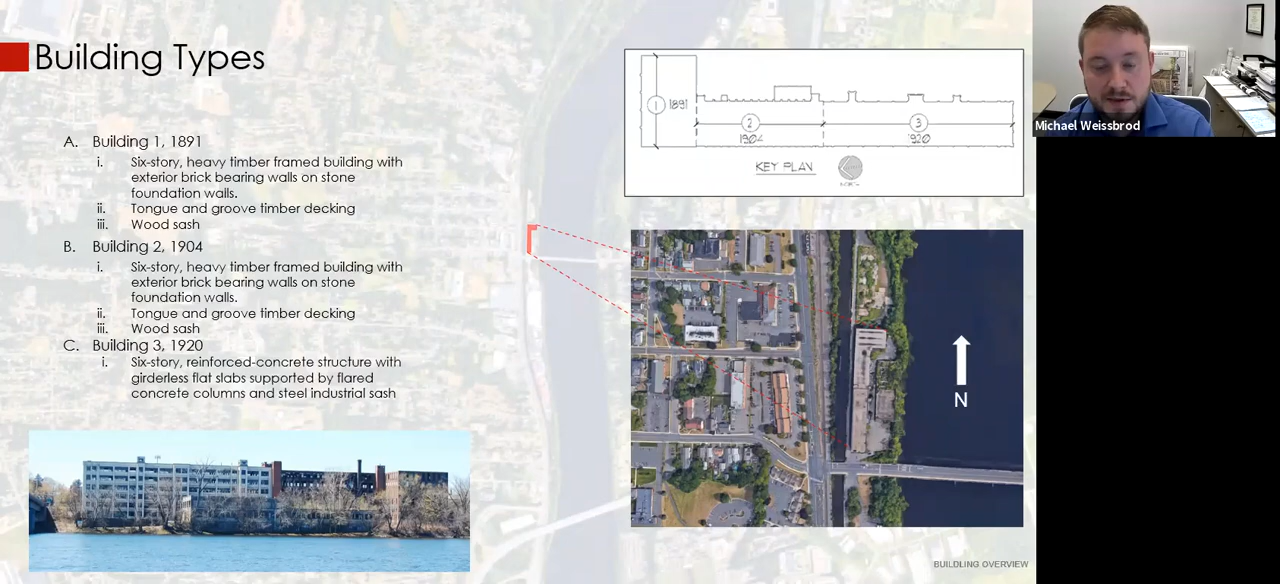 Building Types
A. Building 1, 1891
i. Six-story, heavy timber framed building with
exterior brick bearing walls on stone
foundation walls.
ii. Tongue and groove timber decking
iii. Wood sash
B. Building 2, 1904
i. Six-story, heavy timber framed building with
exterior brick bearing walls on stone
foundation walls.
ii. Tongue and groove timber decking
iii. Wood sash
C. Building 3, 1920
i. Six-story, reinforced-concrete structure with
girderless flat slabs supported by flared
concrete columns and steel industrial sash
1 1891
2 3
1904 1920
KEY PLAN
NORTH
N
BUILDLING OVERVIEW
Michael Weissbrod